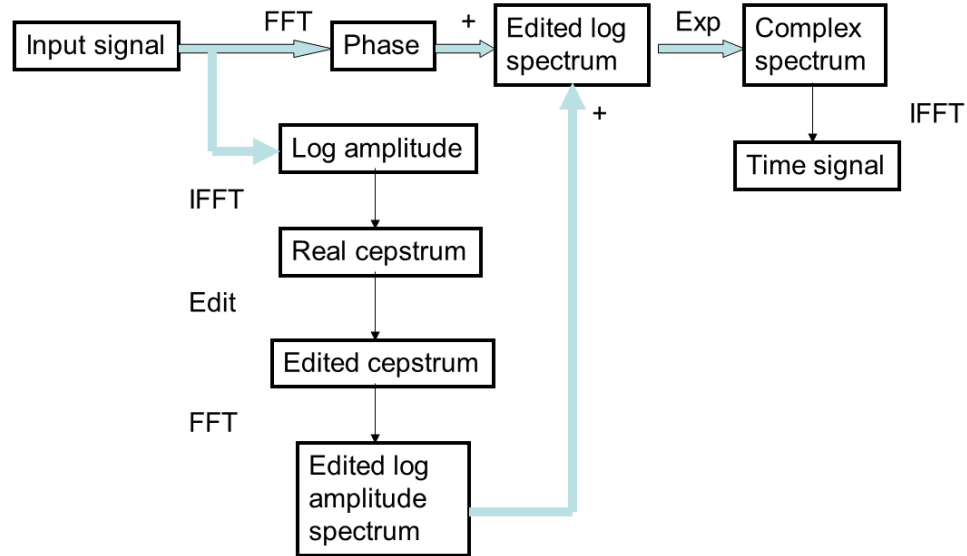 Input signal
FFT
Phase
+
Edited log
spectrum
Exp
Complex
spectrum
+
IFFT
Time signal
Log amplitude
IFFT
Real cepstrum
Edit
Edited cepstrum
FFT
Edited log
amplitude
spectrum